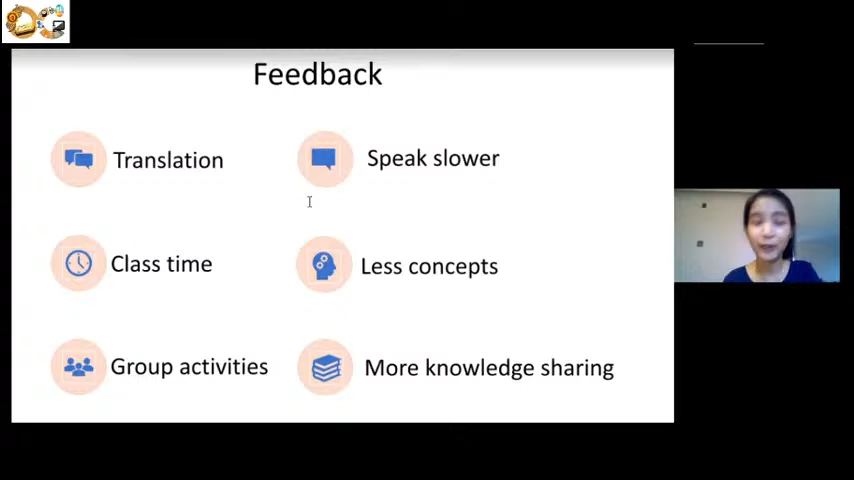 Feedback
Translation
Speak slower
Class time
Less concepts
Group activities
More knowledge sharing